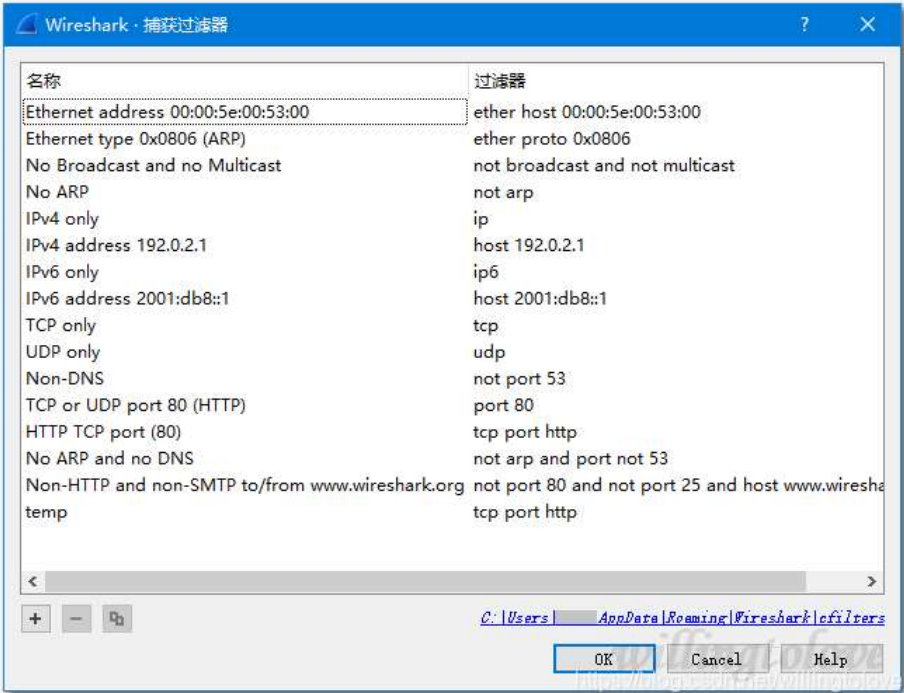 Wireshark · 捕获过滤器
名称 过滤器
Ethernet address 00:00:5e:00:53:00 ether host 00:00:5e:00:53:00
Ethernet type 0x0806 (ARP) ether proto 0x0806
No Broadcast and no Multicast not broadcast and not multicast
No ARP not arp
IPv4 only ip
IPv4 address 192.0.2.1 host 192.0.2.1
IPv6 only ip6
IPv6 address 2001:db8::1 host 2001:db8::1
TCP only tcp
UDP only udp
Non-DNS not port 53
TCP or UDP port 80 (HTTP) port 80
HTTP TCP port (80) tcp port http
No ARP and no DNS not arp and port not 53
Non-HTTP and non-SMTP to/from www.wireshark.org not port 80 and not port 25 and host www.wiresha
temp tcp port http
C:|Users| AppData|Roaming|Wireshark|cfilters
OK Cancel Help
willingtolove
https://blog.csdn.net/willingtolove